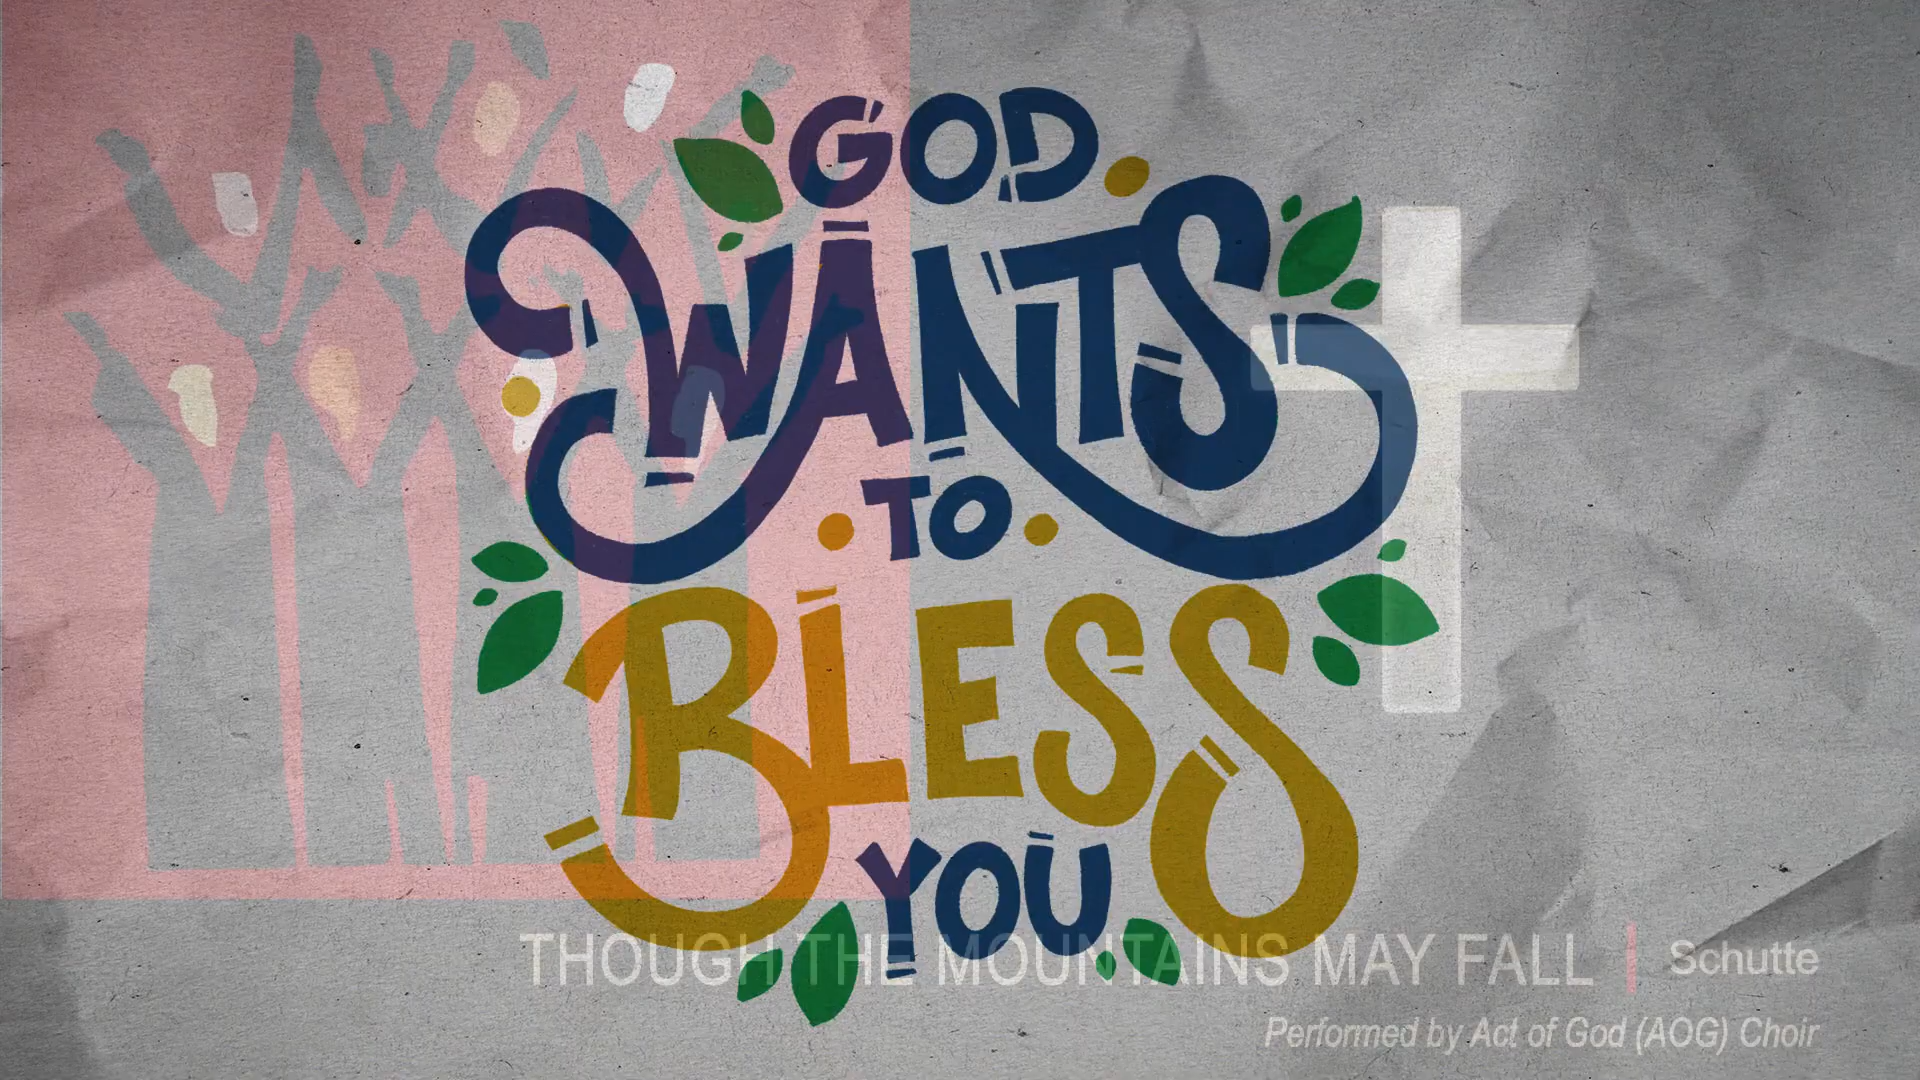 GOD
WANTS
TO
BLESS
YOU
THOUGH THE MOUNTAINS MAY FALL | Schutte
Performed by Act of God (AOG) Choir